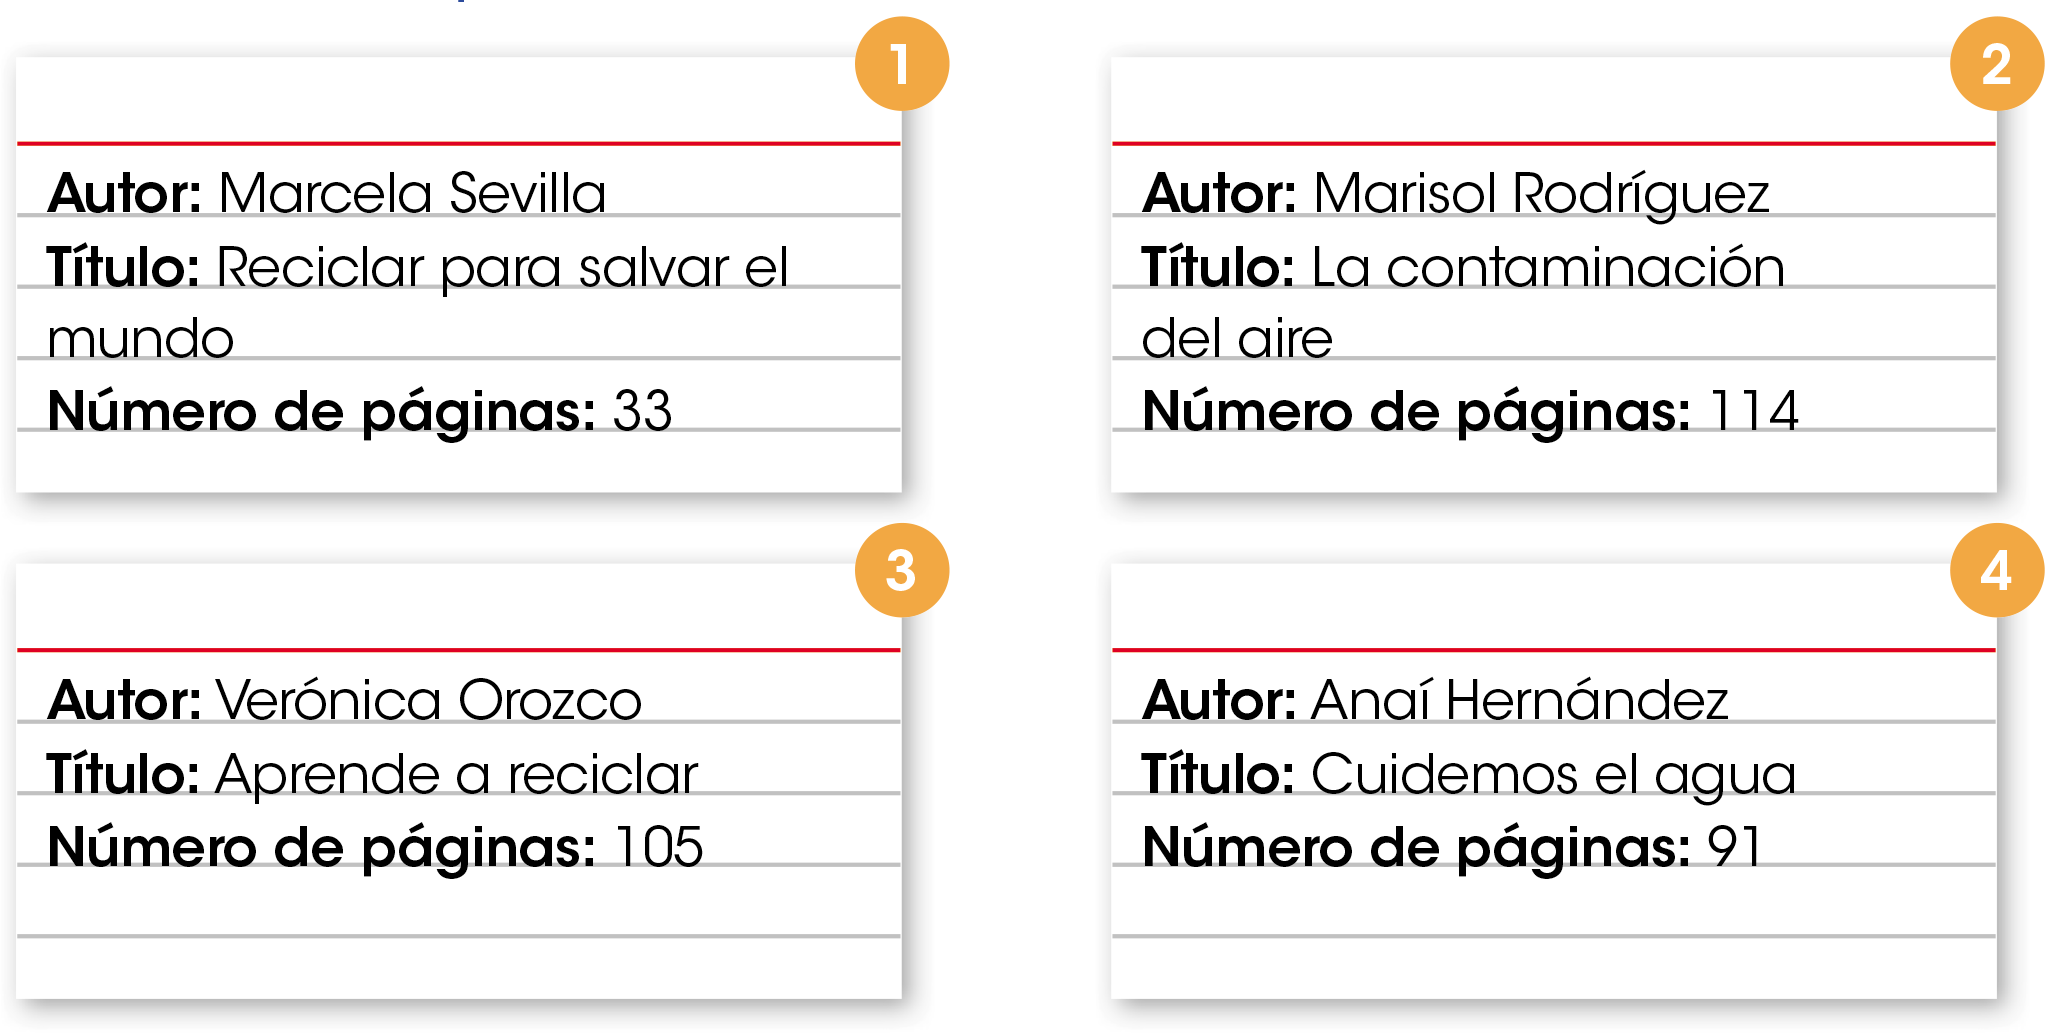 1
Autor: Marcela Sevilla
Título: Reciclar para salvar el
mundo
Número de páginas: 33
2
Autor: Marisol Rodríguez
Título: La contaminación
del aire
Número de páginas: 114
3
Autor: Verónica Orozco
Título: Aprende a reciclar
Número de páginas: 105
4
Autor: Anaí Hernández
Título: Cuidemos el agua
Número de páginas: 91